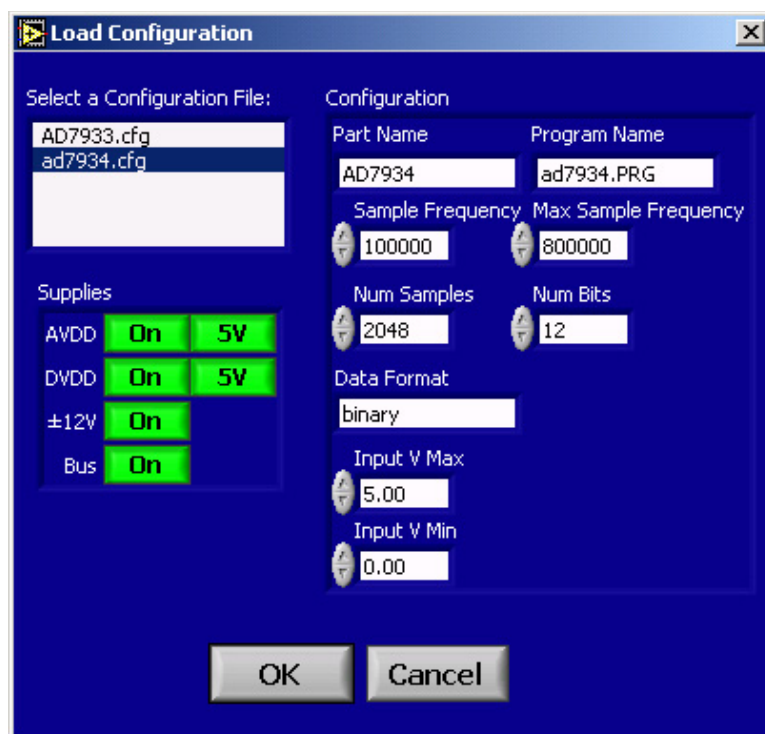 Load Configuration
Select a Configuration File:
AD7933.cfg
ad7934.cfg
Supplies
AVDD On 5V
DVDD On 5V
±12V On
Bus On
Configuration
Part Name Program Name
AD7934 ad7934.PRG
Sample Frequency Max Sample Frequency
100000 800000
Num Samples Num Bits
2048 12
Data Format
binary
Input V Max
5.00
Input V Min
0.00
OK Cancel